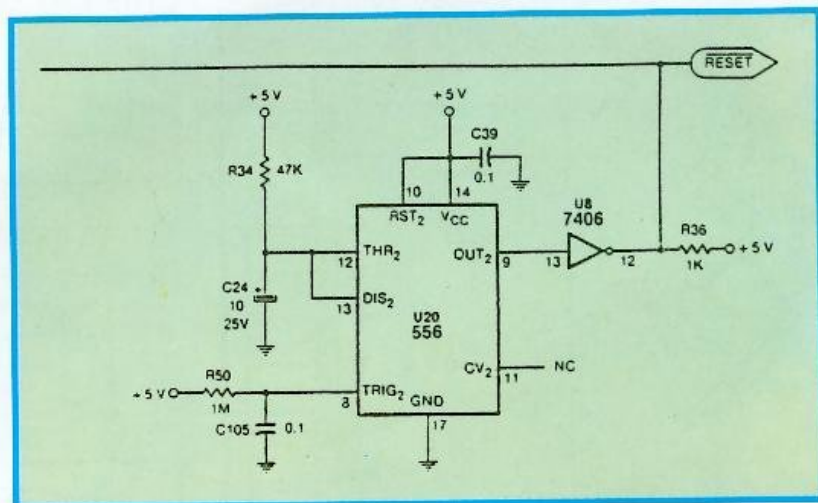 RESET
+5 V
+5 V
C39
0.1
R34
47K
10
14
RST2
VCC
U8
7406
R36
12
THR2
OUT2
9
13
12
1K
+5 V
C24
+
10
25V
13
DIS2
U20
556
CV2
11
NC
R50
+5 V
1M
8
TRIG2
GND
C105
0.1
17